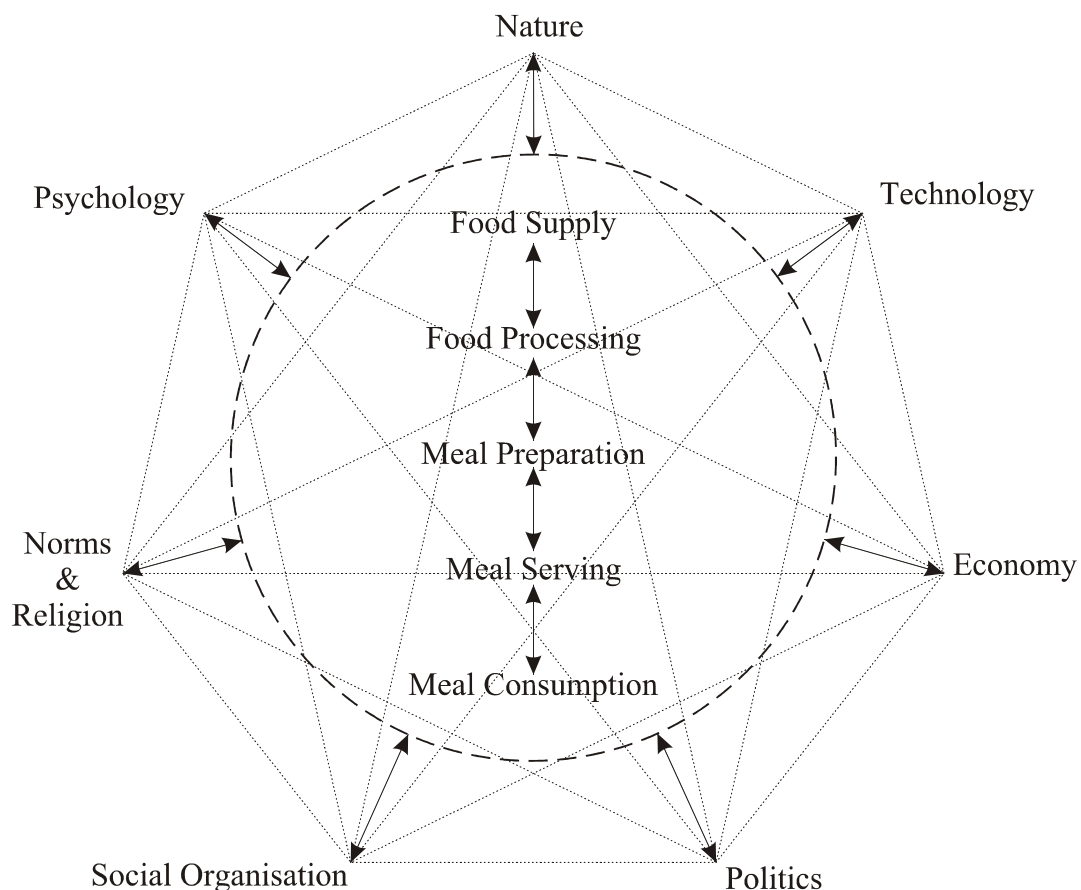 Nature
Psychology
Technology
Food Supply
Food Processing
Meal Preparation
Norms
&
Religion
Meal Serving
Economy
Meal Consumption
Social Organisation
Politics